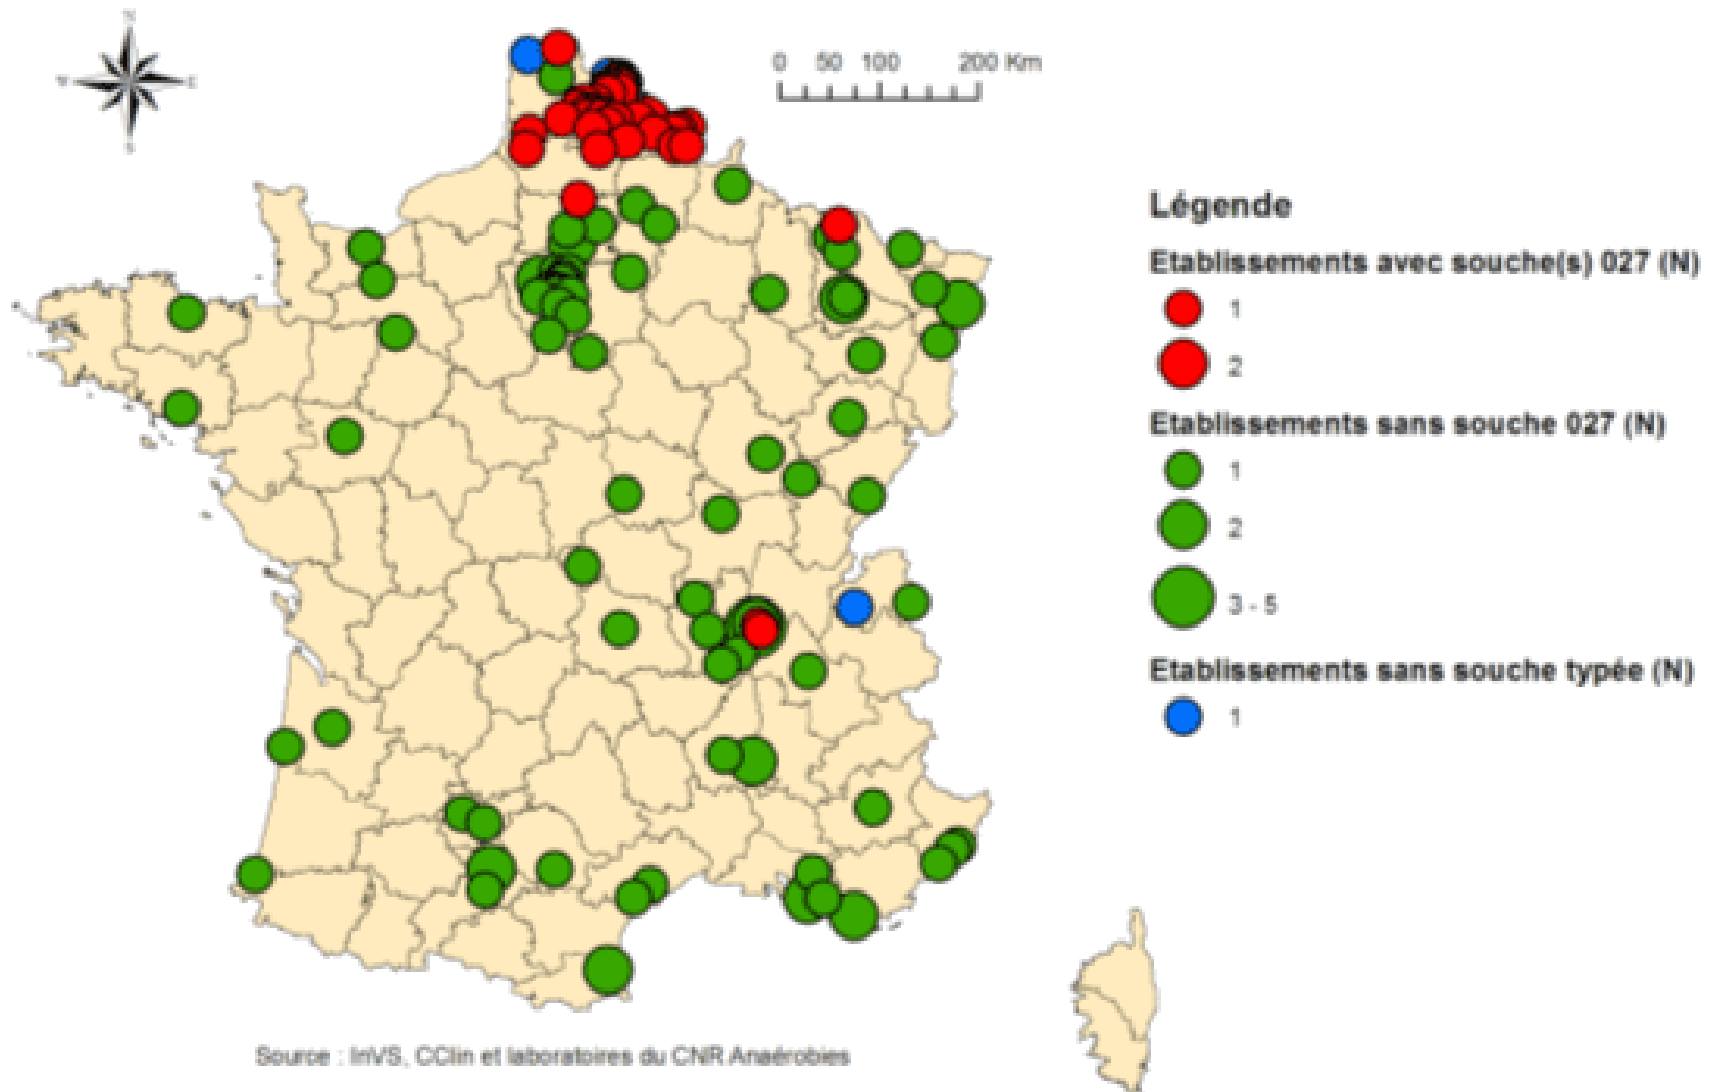 N
S
0 50 100 200 Km
Légende
Etablissements avec souche(s) 027 (N)
1
2
Etablissements sans souche 027 (N)
1
2
3 - 5
Etablissements sans souche typée (N)
1
Source : InVS, CClin et laboratoires du CNR Anaérobies